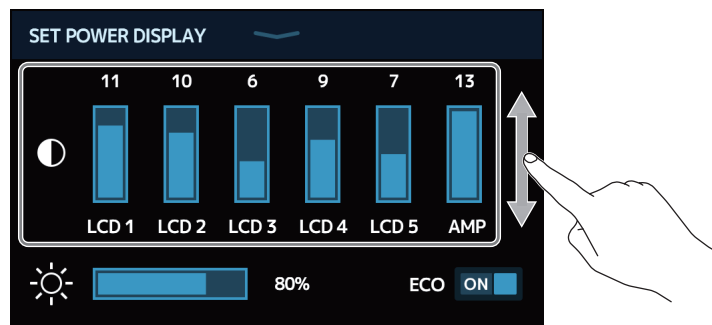 SET POWER DISPLAY
11 10 6 9 7 13
LCD 1 LCD 2 LCD 3 LCD 4 LCD 5 AMP
80% ECO ON